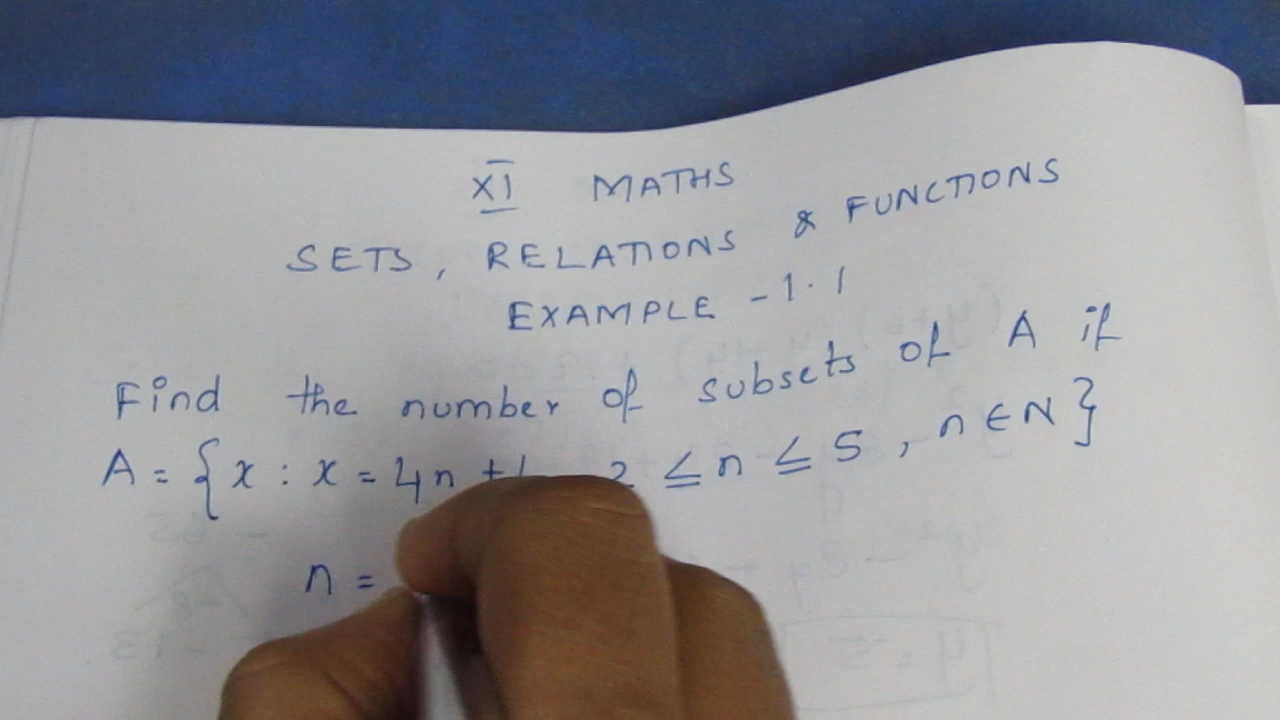 XI MATHS
SETS, RELATIONS & FUNCTIONS
EXAMPLE - 1.1
Find the number of subsets of A if
A = {x : x = 4n + 2 ≤ n ≤ 5, n ∈ N}
n =